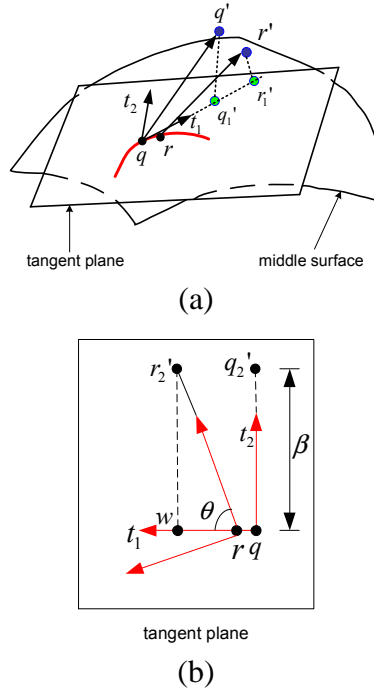 q'
r'
t₂
t₁
q₁'
r₁'
q
r
tangent plane
middle surface
(a)
r₂'
q₂'
t₂
β
θ
w
t₁
r
q
tangent plane
(b)